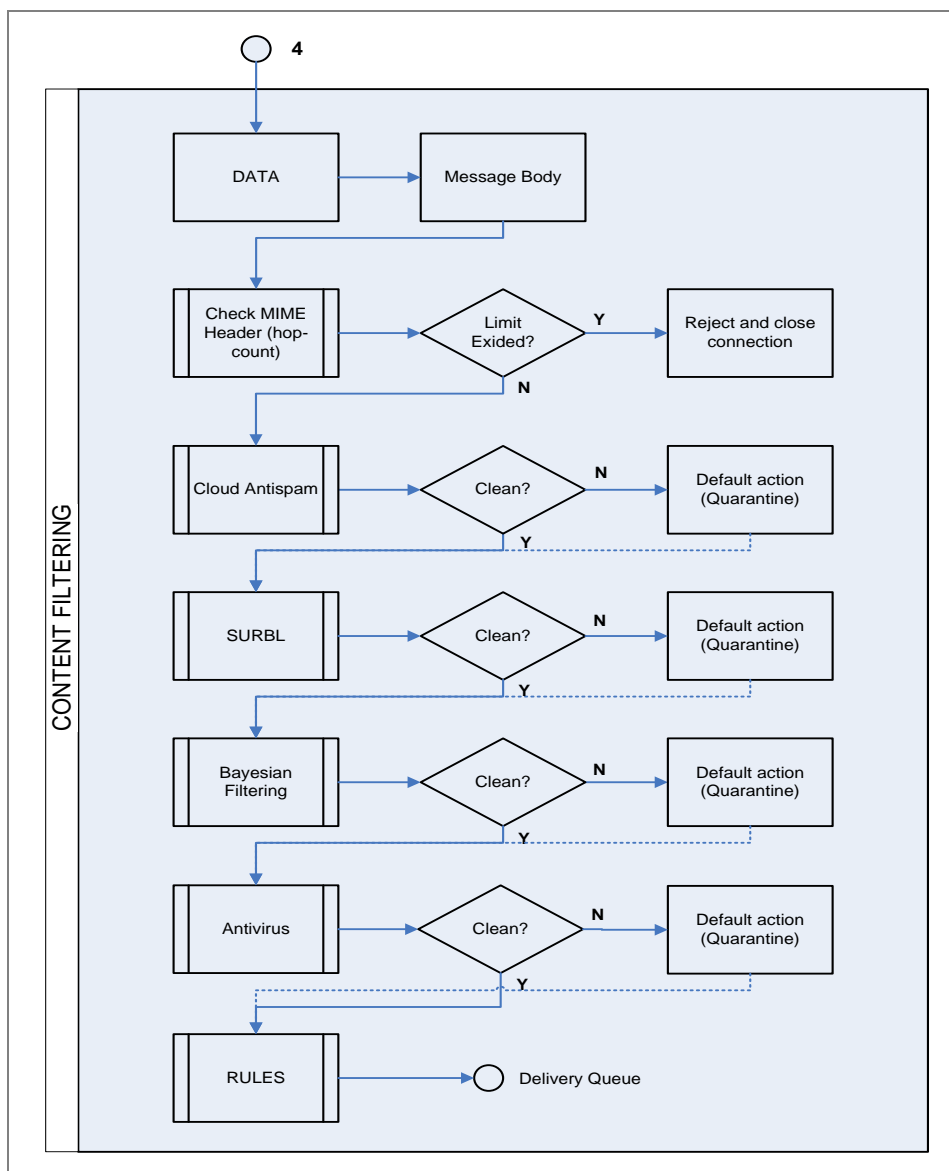 4
CONTENT FILTERING
DATA
Message Body
Check MIME
Header (hop-
count)
Limit
Exided?
Y
Reject and close
connection
N
Cloud Antispam
Clean?
N
Default action
(Quarantine)
Y
SURBL
Clean?
N
Default action
(Quarantine)
Y
Bayesian
Filtering
Clean?
N
Default action
(Quarantine)
Y
Antivirus
Clean?
N
Default action
(Quarantine)
Y
RULES
Delivery Queue